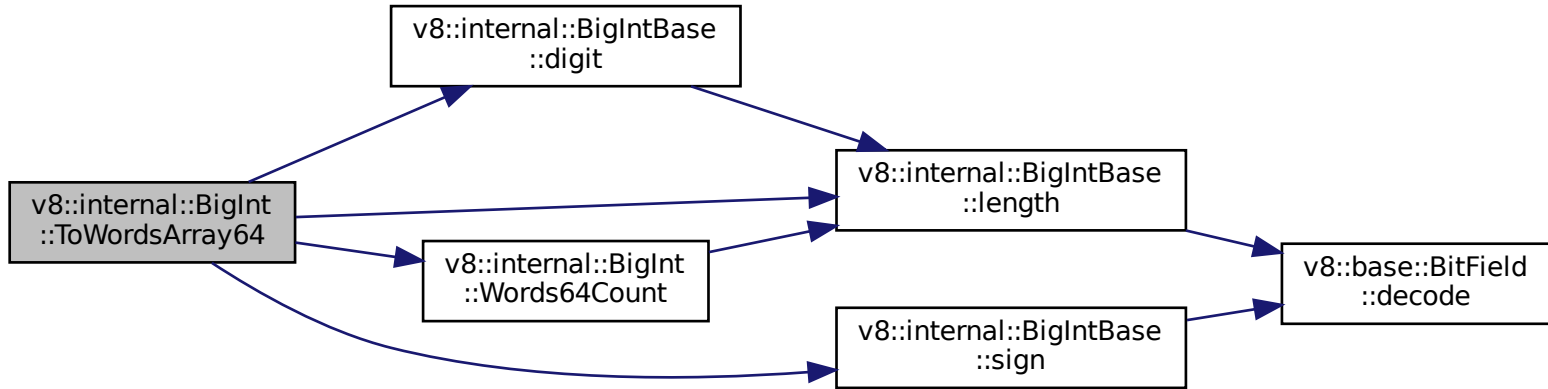 v8::internal::BigIntBase
::digit
v8::internal::BigInt
::ToWordsArray64
v8::internal::BigIntBase
::length
v8::internal::BigInt
::Words64Count
v8::base::BitField
::decode
v8::internal::BigIntBase
::sign